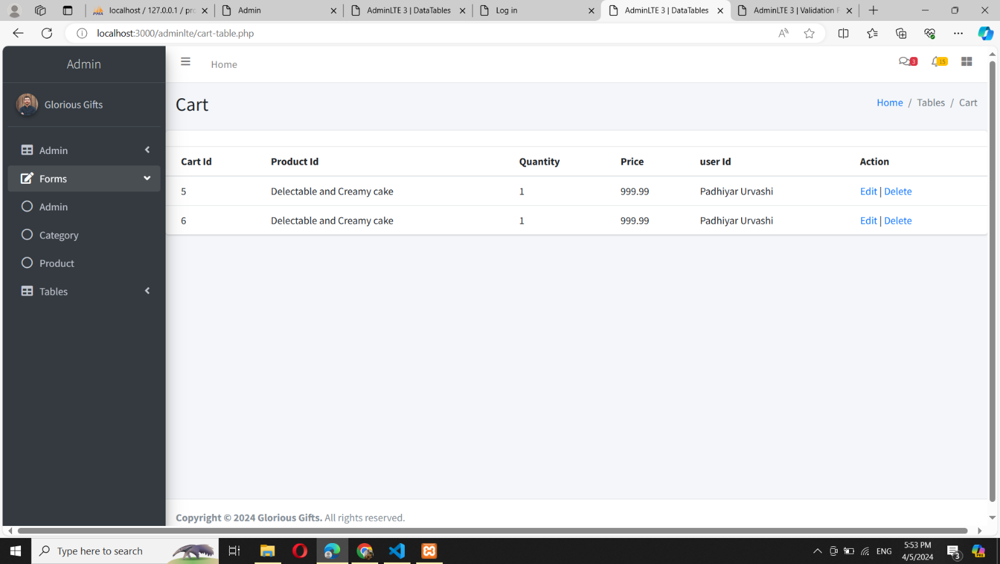 localhost / 127.0.0.1 / pro
Admin
AdminLTE 3 | DataTables
Log in
AdminLTE 3 | DataTables
AdminLTE 3 | Validation F
localhost:3000/adminlte/cart-table.php
Admin
Home
3
15
Glorious Gifts
Cart
Home / Tables / Cart
Admin
Forms
Admin
Category
Product
Tables
Cart Id Product Id Quantity Price user Id Action
5 Delectable and Creamy cake 1 999.99 Padhiyar Urvashi Edit | Delete
6 Delectable and Creamy cake 1 999.99 Padhiyar Urvashi Edit | Delete
Copyright © 2024 Glorious Gifts. All rights reserved.
Type here to search
ENG
5:53 PM
4/5/2024
3
PRE